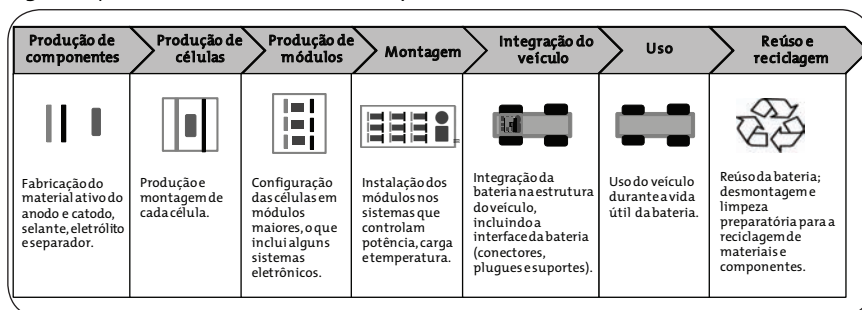 Produção de
componentes
Produção de
células
Produção de
módulos
Montagem
Integração do
veículo
Uso
Reúso e
reciclagem
Fabricação do
material ativo do
anodo e catodo,
selante, eletrólito
e separador.
Produção e
montagem de
cada célula.
Configuração
das células em
módulos
maiores, o que
inclui alguns
sistemas
eletrônicos.
Instalação dos
módulos nos
sistemas que
controlam
potência, carga
e temperatura.
Integração da
bateria na estrutura
do veículo,
incluindo a
interface da bateria
(conectores,
plugues e suportes).
Uso do veículo
durante a vida
útil da bateria.
Reúso da bateria;
desmontagem e
limpeza
preparatória para a
reciclagem de
materiais e
componentes.